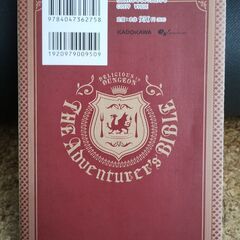 9784047362758
1920979009509
KADOKAWA
DELICIOUS IN
DUNGEON
THE
Adventurer's BIBLE